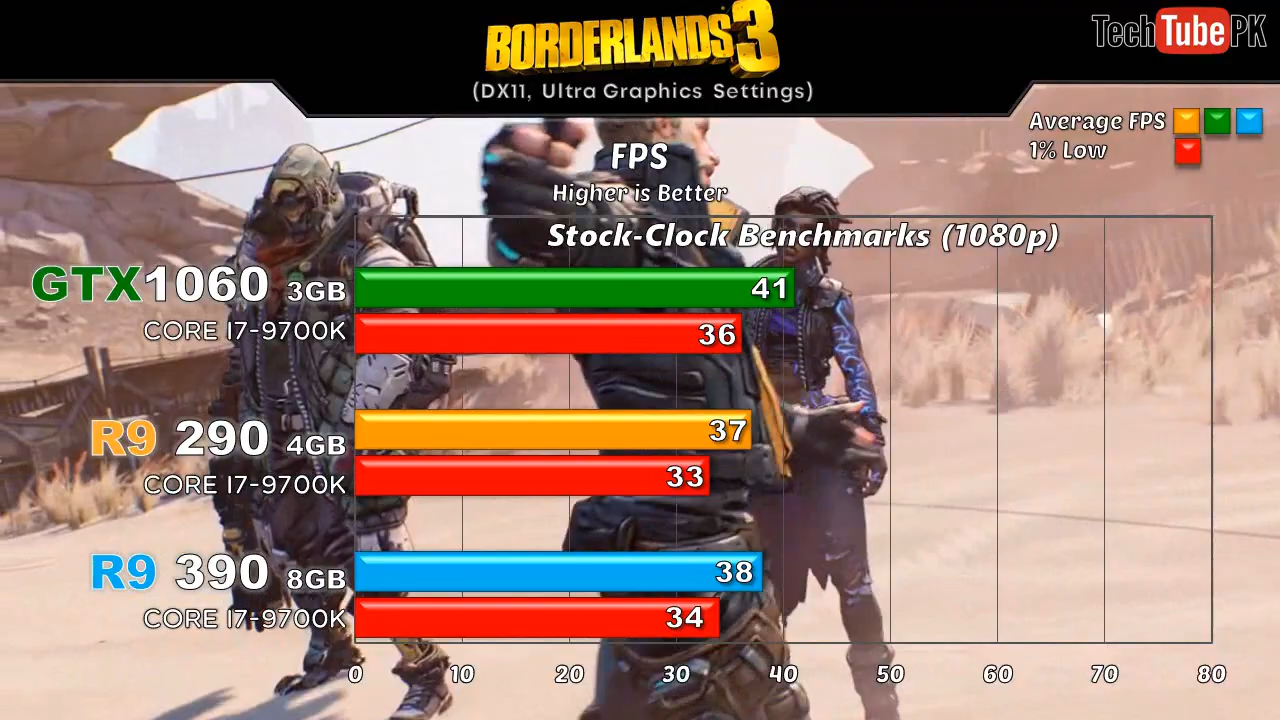 BORDERLANDS 3
TechTubePK
(DX11, Ultra Graphics Settings)
Average FPS
1% Low
FPS
Higher is Better
Stock-Clock Benchmarks (1080p)
GTX1060 3GB
41
CORE I7-9700K
36
R9 290 4GB
37
CORE I7-9700K
33
R9 390 8GB
38
CORE I7-9700K
34
0 10 20 30 40 50 60 70 80